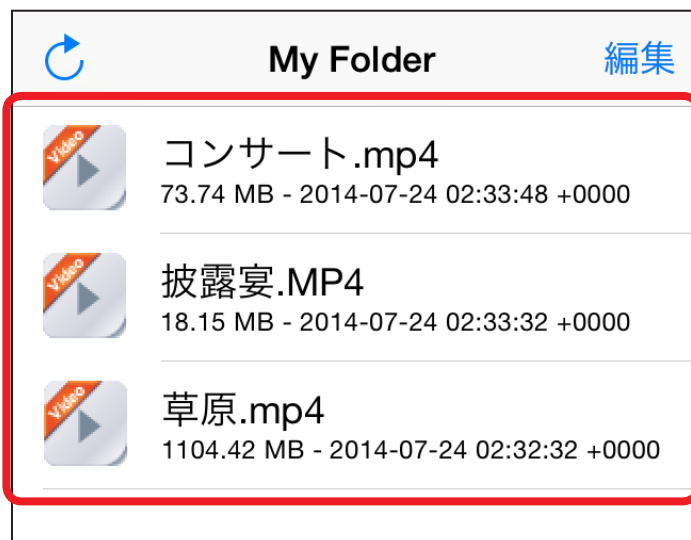 My Folder
編集
Video
コンサート.mp4
73.74 MB - 2014-07-24 02:33:48 +0000
Video
披露宴.MP4
18.15 MB - 2014-07-24 02:33:32 +0000
Video
草原.mp4
1104.42 MB - 2014-07-24 02:32:32 +0000